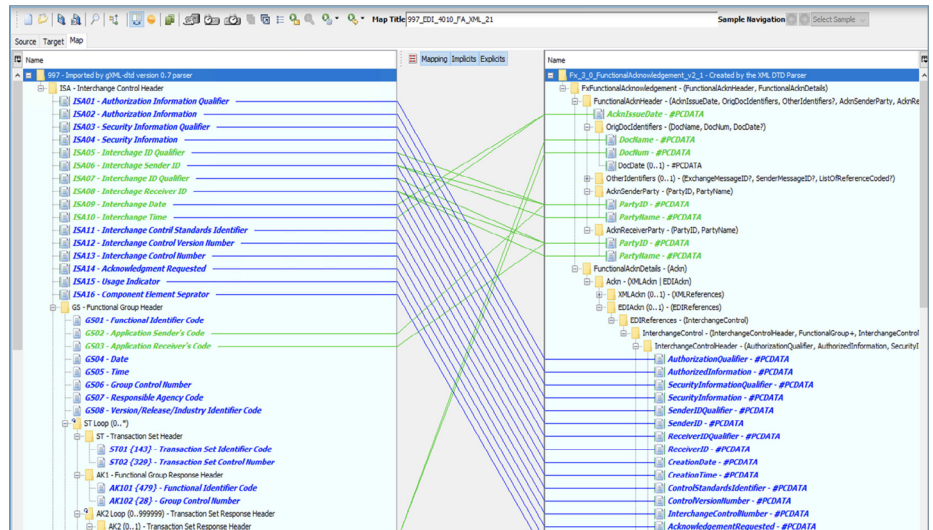 Map Title 997_EDI_4010_FA_XML_21
Sample Navigation Select Sample
Source Target Map
Name
997 - Imported by gXML-dtd version 0.7 parser
ISA - Interchange Control Header
ISA01 - Authorization Information Qualifier
ISA02 - Authorization Information
ISA03 - Security Information Qualifier
ISA04 - Security Information
ISA05 - Interchage ID Qualifier
ISA06 - Interchage Sender ID
ISA07 - Interchange ID Qualifier
ISA08 - Interchage Receiver ID
ISA09 - Interchange Date
ISA10 - Interchange Time
ISA11 - Interchange Contril Standards Identifier
ISA12 - Interchange Control Version Number
ISA13 - Interchange Control Number
ISA14 - Acknowledgment Requested
ISA15 - Usage Indicator
ISA16 - Component Element Seprator
GS - Functional Group Header
GS01 - Functional Identifier Code
GS02 - Application Sender's Code
GS03 - Application Receiver's Code
GS04 - Date
GS05 - Time
GS06 - Group Control Number
GS07 - Responsible Agency Code
GS08 - Version/Release/Industry Identifier Code
ST Loop (0..*)
ST - Transaction Set Header
ST01 {143} - Transaction Set Identifier Code
ST02 {329} - Transaction Set Control Number
AK1 - Functional Group Response Header
AK101 {479} - Functional Identifier Code
AK102 {28} - Group Control Number
AK2 Loop (0..999999) - Transaction Set Response Header
AK2 (0..1) - Transaction Set Response Header
Mapping Implicits Explicits
Name
Fx_3_0_FunctionalAcknowledgement_v2_1 - Created by the XML DTD Parser
FxFunctionalAcknowledgement - (FunctionalAcknHeader, FunctionalAcknDetails)
FunctionalAcknHeader - (AcknIssueDate, OrigDocIdentifiers, OtherIdentifiers?, AcknSenderParty, AcknRe
AcknIssueDate - #PCDATA
OrigDocIdentifiers - (DocName, DocNum, DocDate?)
DocName - #PCDATA
DocNum - #PCDATA
DocDate (0..1) - #PCDATA
OtherIdentifiers (0..1) - (ExchangeMessageID?, SenderMessageID?, ListOfReferenceCoded?)
AcknSenderParty - (PartyID, PartyName)
PartyID - #PCDATA
PartyName - #PCDATA
AcknReceiverParty - (PartyID, PartyName)
PartyID - #PCDATA
PartyName - #PCDATA
FunctionalAcknDetails - (Ackn)
Ackn - (XMLAckn | EDIAckn)
XMLAckn (0..1) - (XMLReferences)
EDIAckn (0..1) - (EDIReferences)
EDIReferences - (InterchangeControl)
InterchangeControl - (InterchangeControlHeader, FunctionalGroup+, InterchangeControl
InterchangeControlHeader - (AuthorizationQualifier, AuthorizedInformation, SecurityI
AuthorizationQualifier - #PCDATA
AuthorizedInformation - #PCDATA
SecurityInformationQualifier - #PCDATA
SecurityInformation - #PCDATA
SenderIDQualifier - #PCDATA
SenderID - #PCDATA
ReceiverIDQualifier - #PCDATA
ReceiverID - #PCDATA
CreationDate - #PCDATA
CreationTime - #PCDATA
ControlStandardsIdentifier - #PCDATA
ControlVersionNumber - #PCDATA
InterchangeControlNumber - #PCDATA
AcknowledgementRequested - #PCDATA